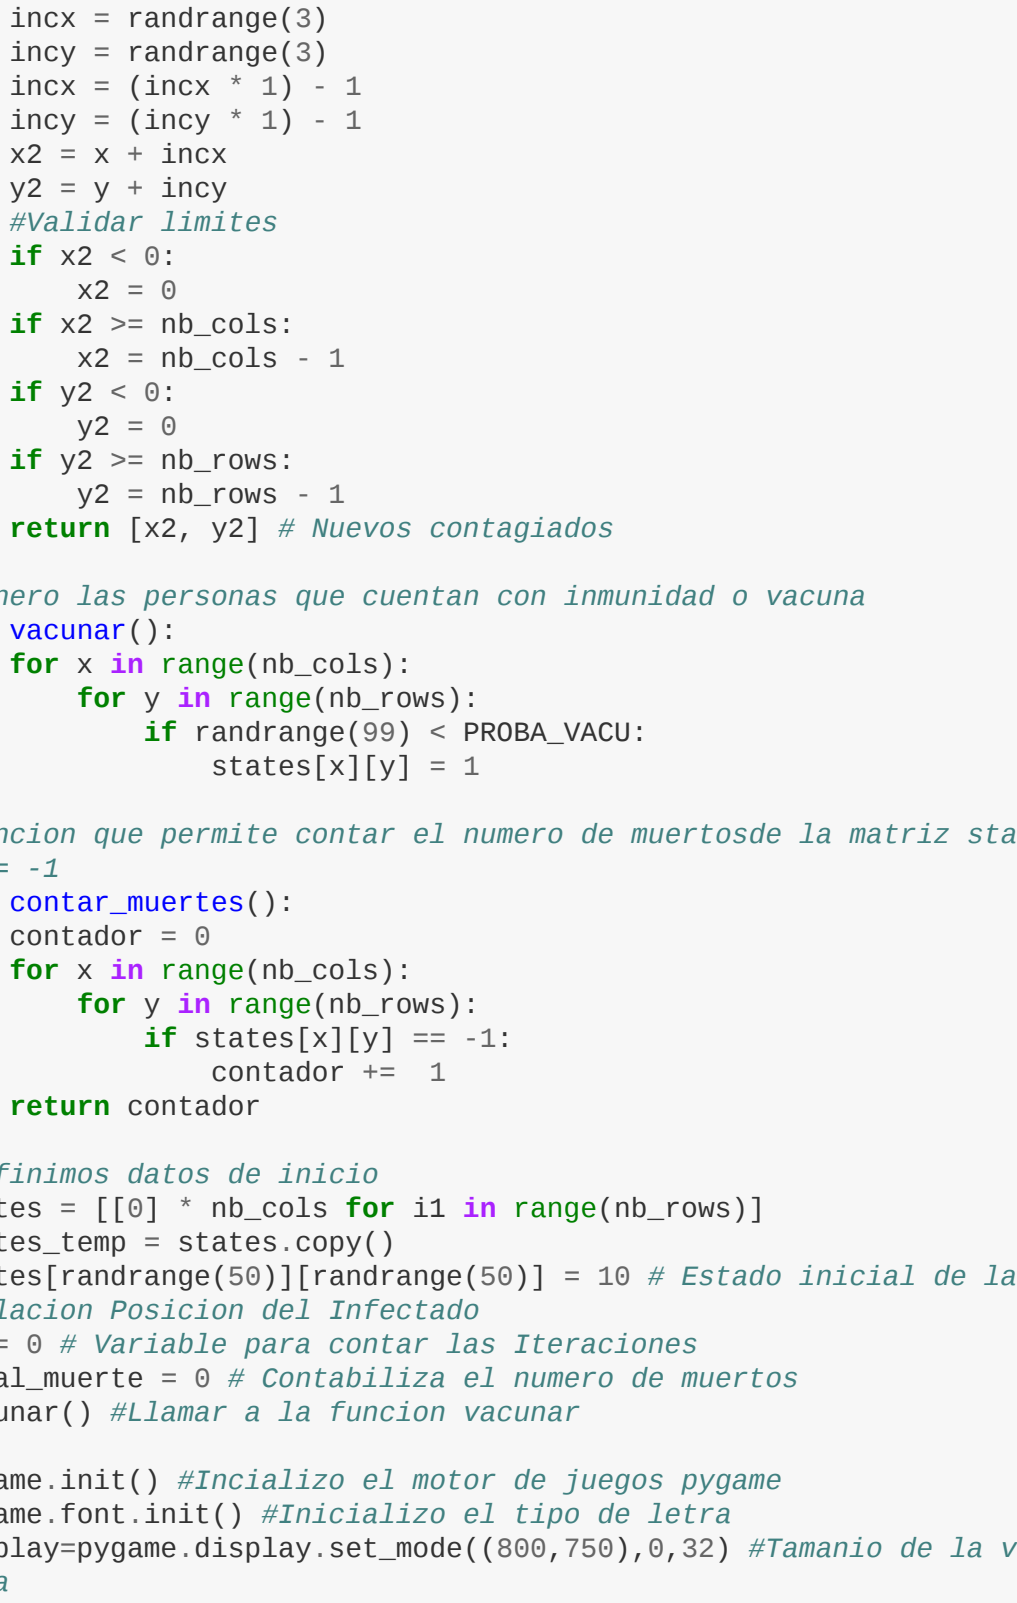 incx = randrange(3)
incy = randrange(3)
incx = (incx * 1) - 1
incy = (incy * 1) - 1
x2 = x + incx
y2 = y + incy
#Validar limites
if x2 < 0:
x2 = 0
if x2 >= nb_cols:
x2 = nb_cols - 1
if y2 < 0:
y2 = 0
if y2 >= nb_rows:
y2 = nb_rows - 1
return [x2, y2] # Nuevos contagiados
nero las personas que cuentan con inmunidad o vacuna
vacunar():
for x in range(nb_cols):
for y in range(nb_rows):
if randrange(99) < PROBA_VACU:
states[x][y] = 1
ncion que permite contar el numero de muertosde la matriz sta
= -1
contar_muertes():
contador = 0
for x in range(nb_cols):
for y in range(nb_rows):
if states[x][y] == -1:
contador += 1
return contador
finimos datos de inicio
tes = [[0] * nb_cols for i1 in range(nb_rows)]
tes_temp = states.copy()
tes[randrange(50)][randrange(50)] = 10 # Estado inicial de la
lacion Posicion del Infectado
= 0 # Variable para contar las Iteraciones
al_muerte = 0 # Contabiliza el numero de muertos
unar() #Llamar a la funcion vacunar
ame.init() #Incializo el motor de juegos pygame
ame.font.init() #Inicializo el tipo de letra
play=pygame.display.set_mode((800,750),0,32) #Tamanio de la v
a